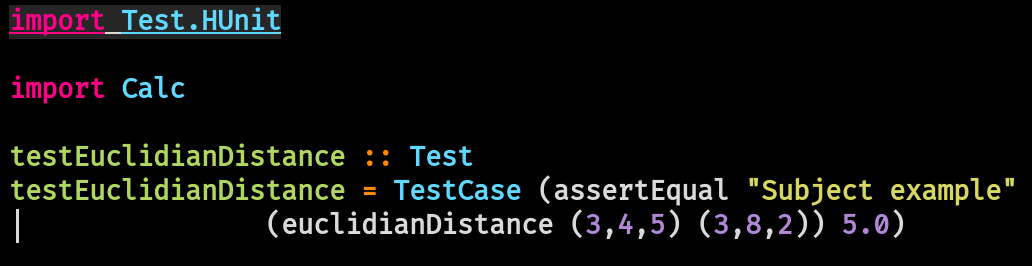 import Test.HUnit
import Calc
testEuclidianDistance :: Test
testEuclidianDistance = TestCase (assertEqual "Subject example"
(euclidianDistance (3,4,5) (3,8,2)) 5.0)